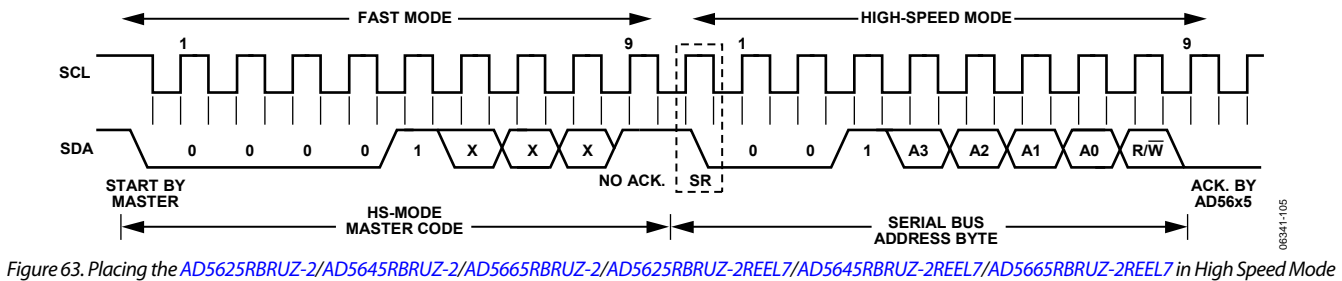 FAST MODE HIGH-SPEED MODE
1 9 1 9
SCL
SDA 0 0 0 0 1 X X X 0 0 1 A3 A2 A1 A0 R/W̅
START BY
MASTER
NO ACK. SR
ACK. BY
AD56x5
HS-MODE
MASTER CODE
SERIAL BUS
ADDRESS BYTE
06341-105
Figure 63. Placing the AD5625RBRUZ-2/AD5645RBRUZ-2/AD5665RBRUZ-2/AD5625RBRUZ-2REEL7/AD5645RBRUZ-2REEL7/AD5665RBRUZ-2REEL7 in High Speed Mode